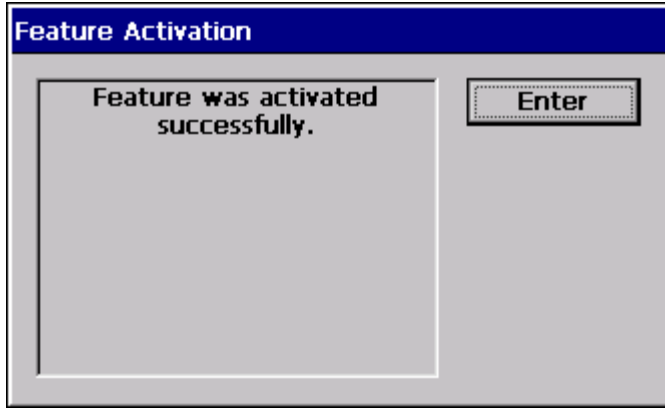 Feature Activation
Feature was activated
successfully.
Enter